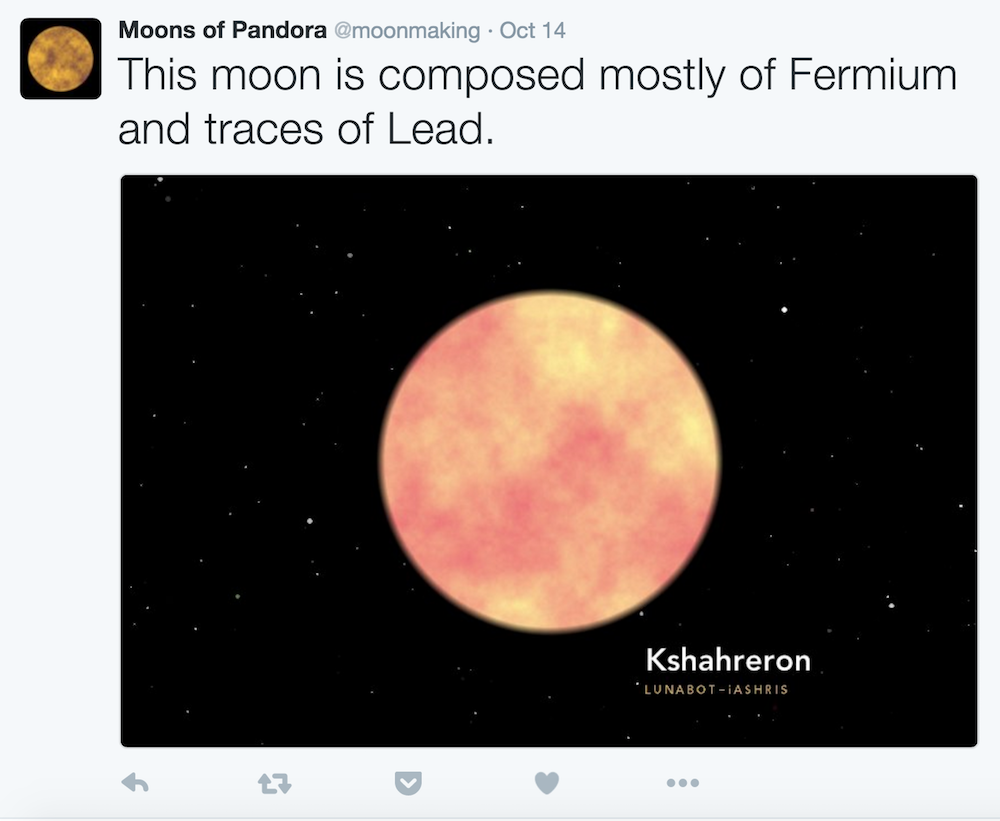 Moons of Pandora @moonmaking · Oct 14
This moon is composed mostly of Fermium
and traces of Lead.
Kshahreron
LUNABOT-iASHRIS